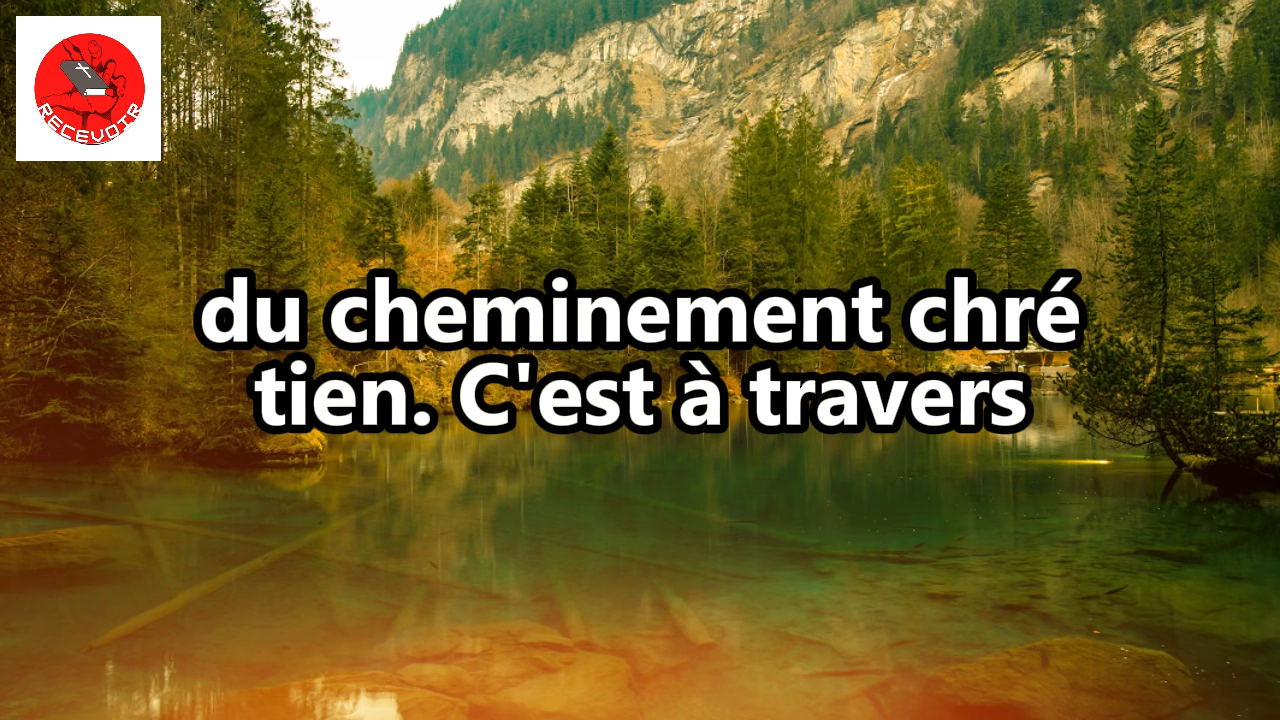 RECEVOIR
du cheminement chré
tien. C'est à travers